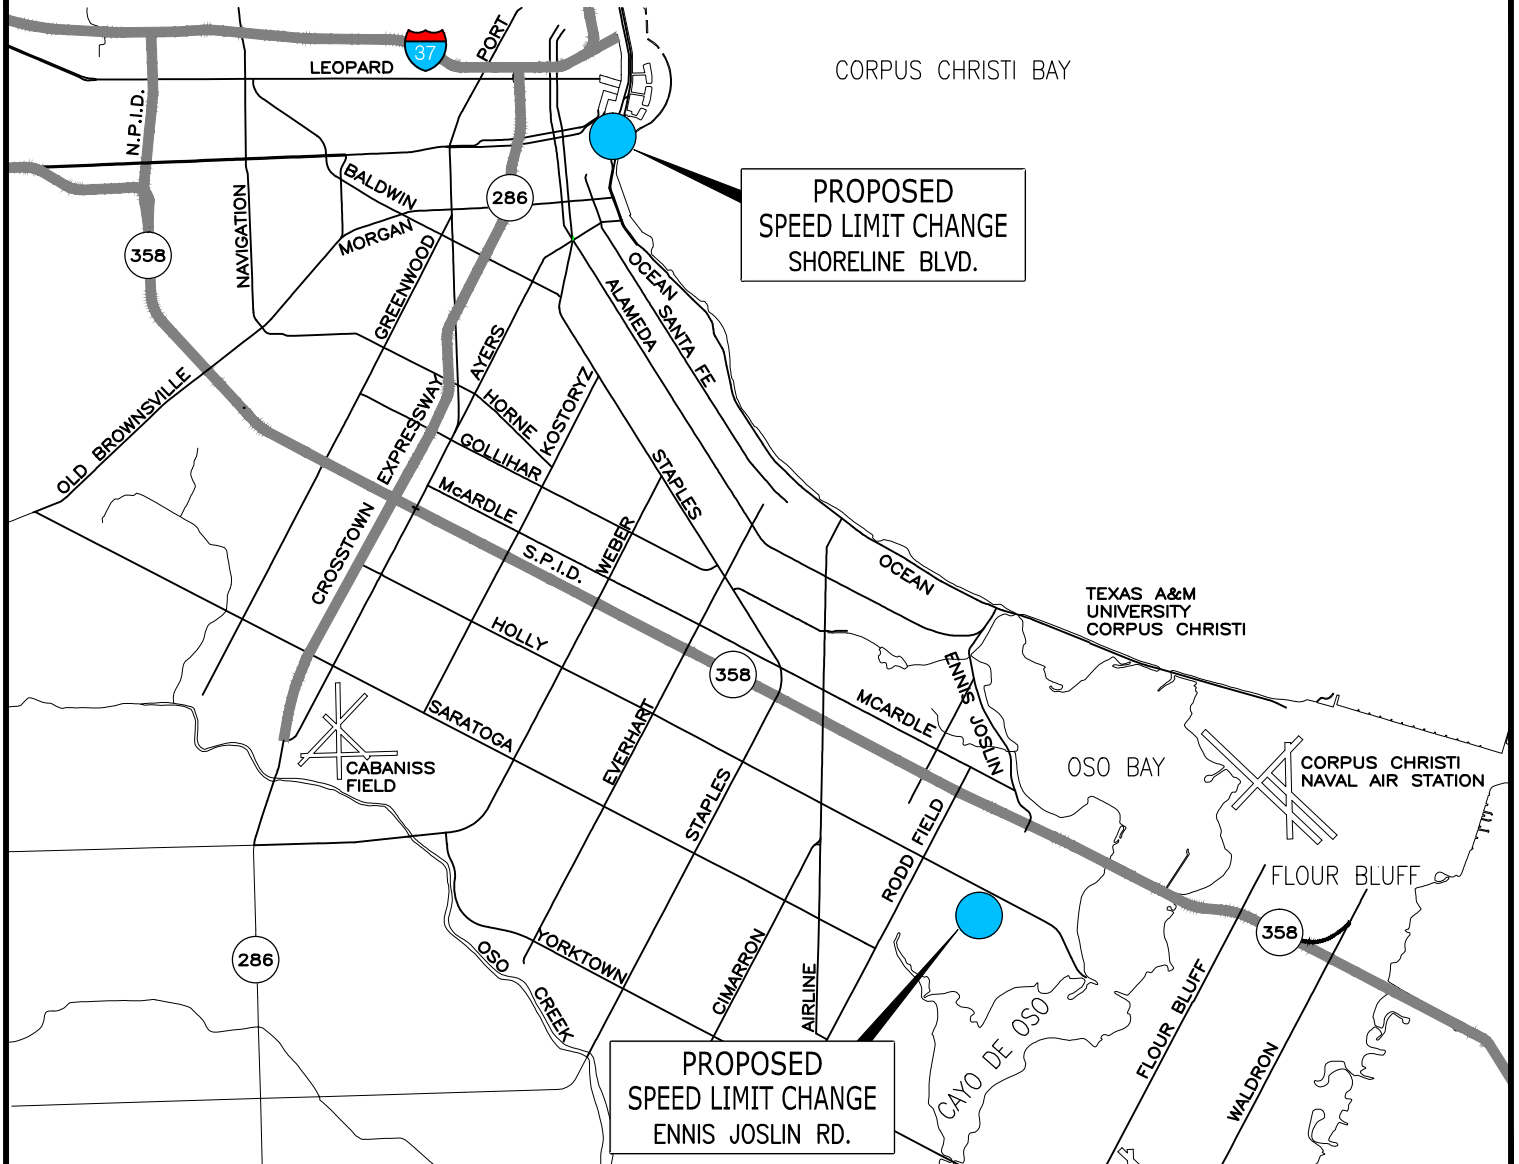 PORT
37
LEOPARD
CORPUS CHRISTI BAY
N.P.I.D.
BALDWIN
NAVIGATION
286
PROPOSED
SPEED LIMIT CHANGE
SHORELINE BLVD.
358
MORGAN
GREENWOOD
OCEAN
ALAMEDA
SANTA FE
AYERS
HORNE
KOSTORYZ
OLD BROWNSVILLE
CROSSTOWN EXPRESSWAY
GOLLIHAR
McARDLE
STAPLES
S.P.I.D.
WEBER
OCEAN
TEXAS A&M
UNIVERSITY
CORPUS CHRISTI
HOLLY
358
ENNIS JOSLIN
MCARDLE
SARATOGA
EVERHART
CABANISS
FIELD
OSO BAY
CORPUS CHRISTI
NAVAL AIR STATION
STAPLES
RODD FIELD
FLOUR BLUFF
358
286
OSO CREEK
YORKTOWN
CIMARRON
AIRLINE
FLOUR BLUFF
CAYO DE OSO
WALDRON
PROPOSED
SPEED LIMIT CHANGE
ENNIS JOSLIN RD.